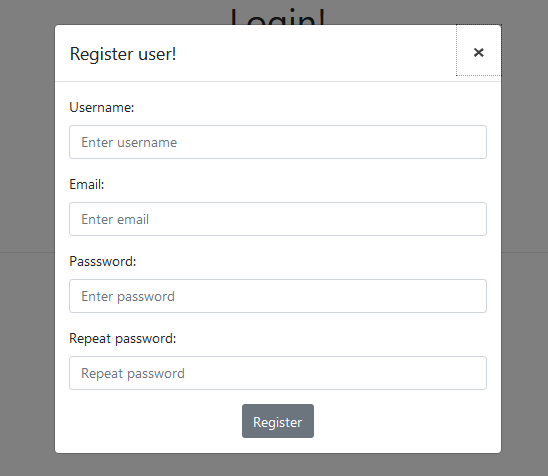 Login!
Register user!
×
Username:
Enter username
Email:
Enter email
Passsword:
Enter password
Repeat password:
Repeat password
Register